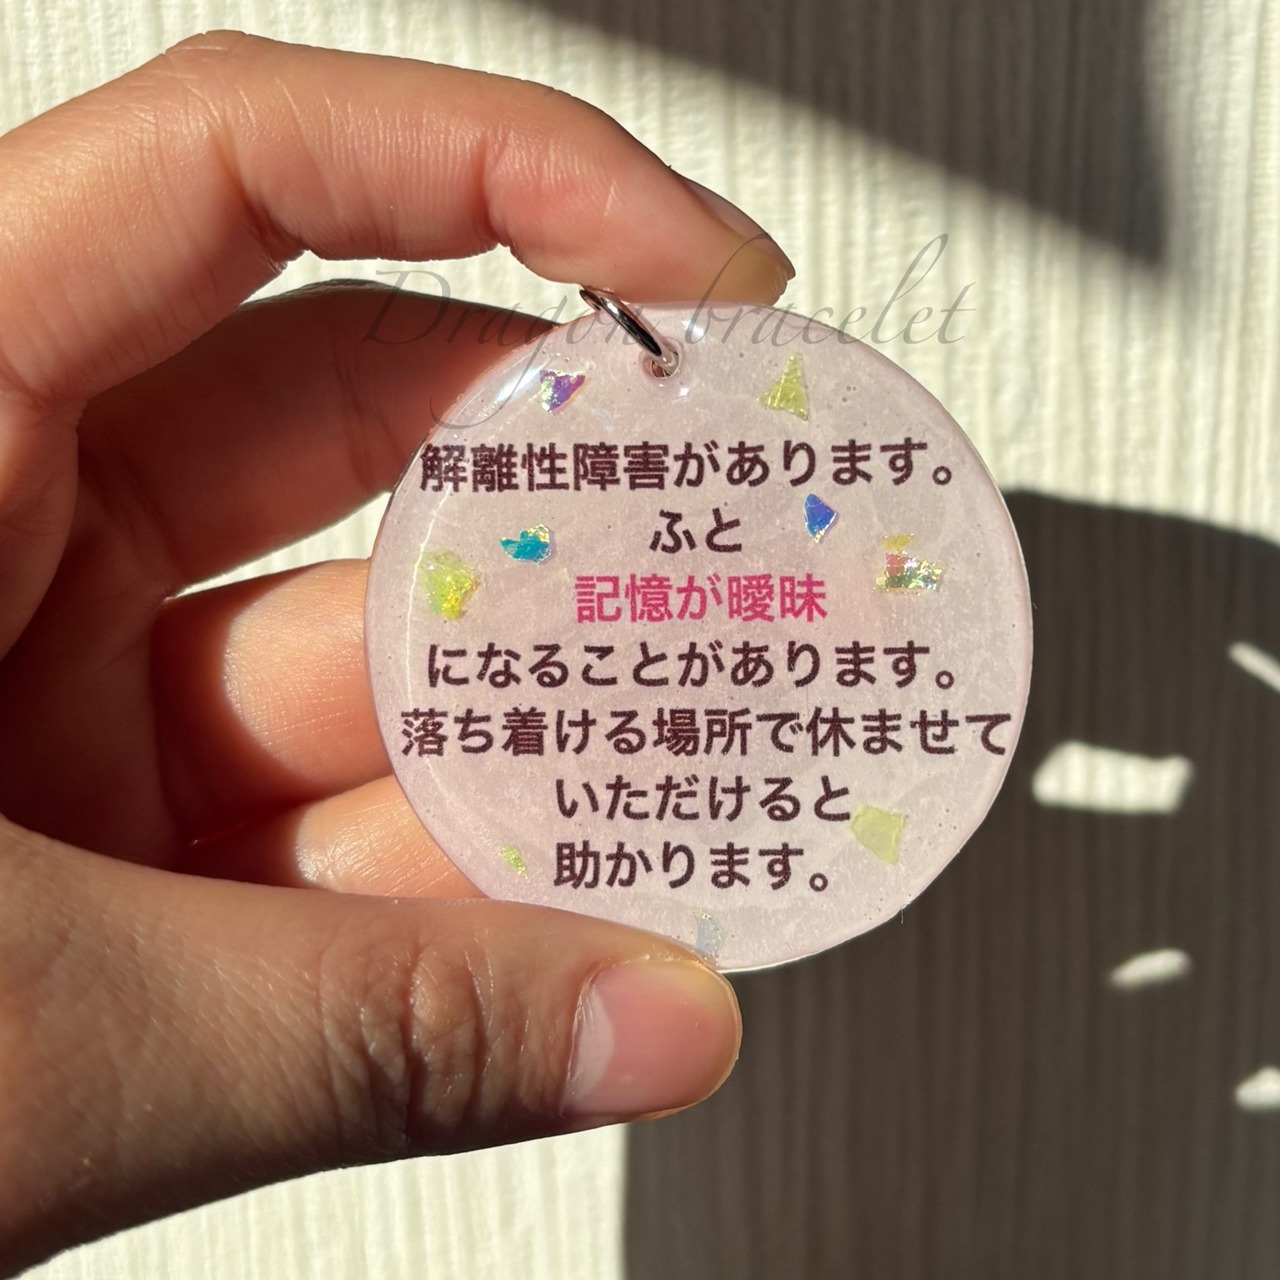 Dragon bracelet
解離性障害があります。
ふと
記憶が曖昧
になることがあります。
落ち着ける場所で休ませて
いただけると
助かります。